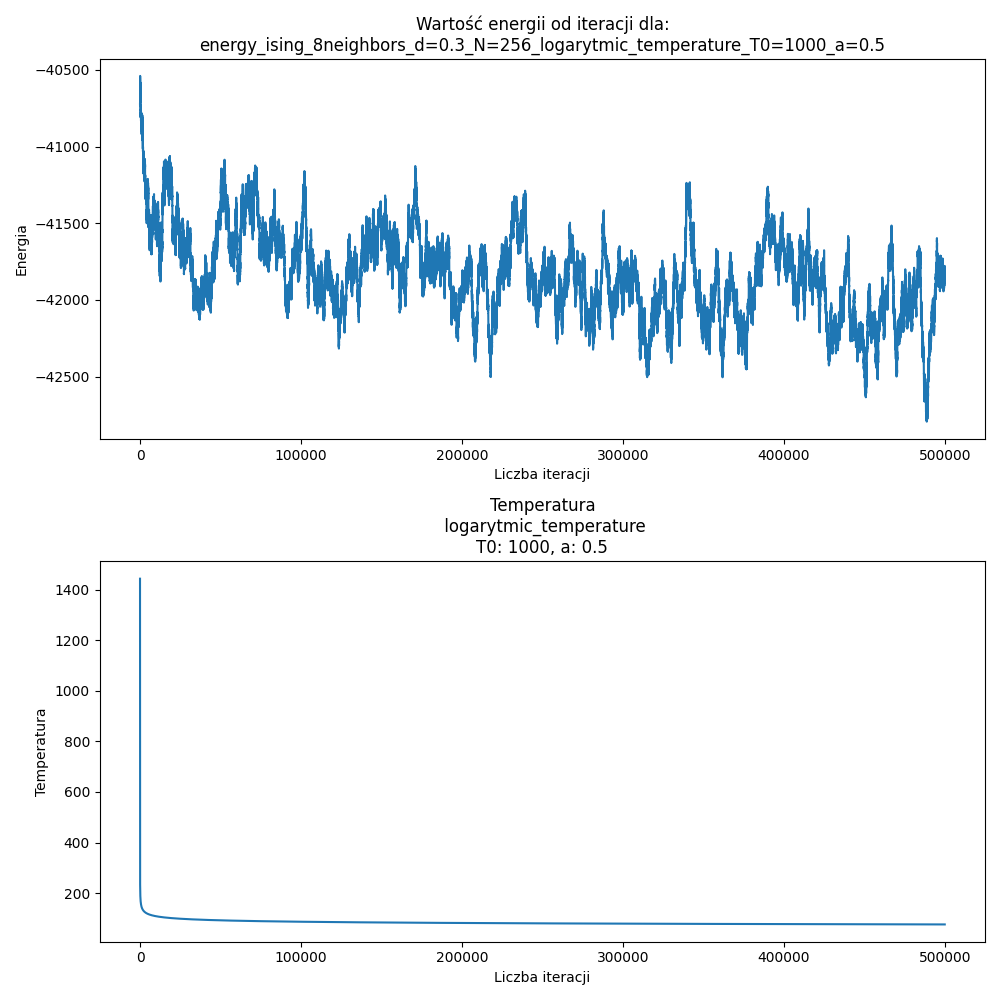 Wartość energii od iteracji dla:
energy_ising_8neighbors_d=0.3_N=256_logarytmic_temperature_T0=1000_a=0.5
−40500
−41000
−41500
−42000
−42500
Energia
0
100000
200000
300000
400000
500000
Liczba iteracji
Temperatura
logarytmic_temperature
T0: 1000, a: 0.5
1400
1200
1000
800
600
400
200
Temperatura
0
100000
200000
300000
400000
500000
Liczba iteracji